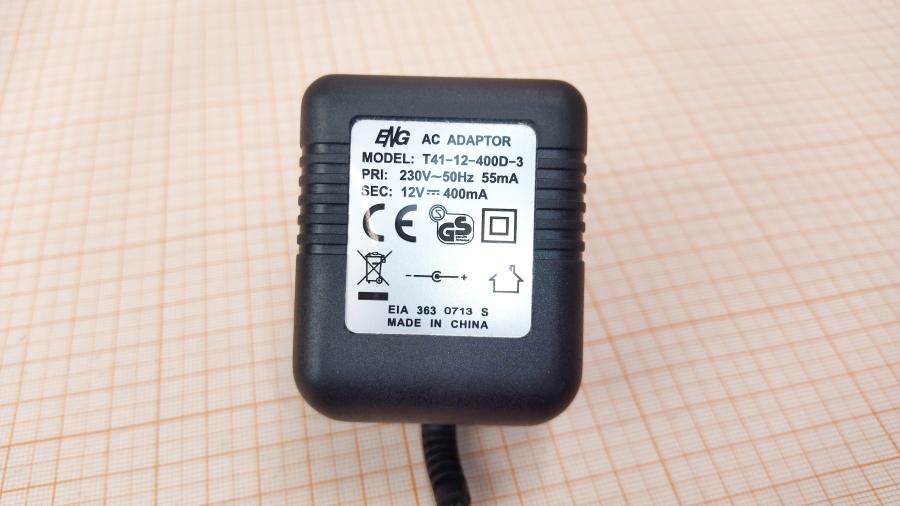 ENG AC ADAPTOR
MODEL: T41-12-400D-3
PRI: 230V~50Hz 55mA
SEC: 12V⎓400mA
CE S GS
- +
EIA 363 0713 S
MADE IN CHINA